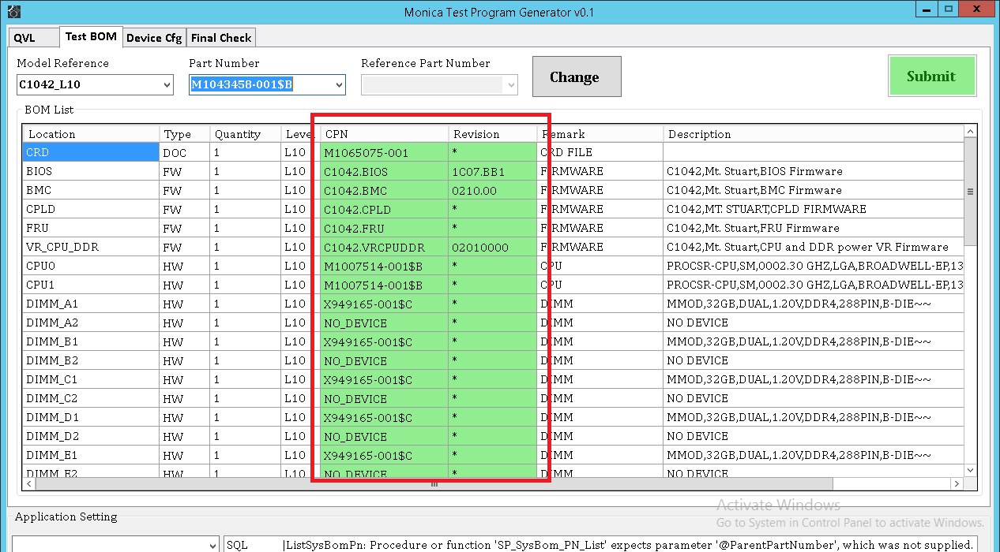 Monica Test Program Generator v0.1
QVL Test BOM Device Cfg Final Check
Model Reference Part Number Reference Part Number
C1042_L10 M1043458-001$B Change Submit
BOM List
Location Type Quantity Level CPN Revision Remark Description
CRD DOC 1 L10 M1065075-001 * CRD FILE
BIOS FW 1 L10 C1042.BIOS 1C07.BB1 FIRMWARE C1042,Mt. Stuart,BIOS Firmware
BMC FW 1 L10 C1042.BMC 0210.00 FIRMWARE C1042,Mt. Stuart,BMC Firmware
CPLD FW 1 L10 C1042.CPLD * FIRMWARE C1042,MT. STUART,CPLD FIRMWARE
FRU FW 1 L10 C1042.FRU * FIRMWARE C1042,Mt. Stuart,FRU Firmware
VR_CPU_DDR FW 1 L10 C1042.VRCPUDDR 02010000 FIRMWARE C1042,Mt. Stuart,CPU and DDR power VR Firmware
CPU0 HW 1 L10 M1007514-001$B * CPU PROCSR-CPU,SM,0002.30 GHZ,LGA,BROADWELL-EP,13
CPU1 HW 1 L10 M1007514-001$B * CPU PROCSR-CPU,SM,0002.30 GHZ,LGA,BROADWELL-EP,13
DIMM_A1 HW 1 L10 X949165-001$C * DIMM MMOD,32GB,DUAL,1.20V,DDR4,288PIN,B-DIE~~
DIMM_A2 HW 1 L10 NO_DEVICE * DIMM NO DEVICE
DIMM_B1 HW 1 L10 X949165-001$C * DIMM MMOD,32GB,DUAL,1.20V,DDR4,288PIN,B-DIE~~
DIMM_B2 HW 1 L10 NO_DEVICE * DIMM NO DEVICE
DIMM_C1 HW 1 L10 X949165-001$C * DIMM MMOD,32GB,DUAL,1.20V,DDR4,288PIN,B-DIE~~
DIMM_C2 HW 1 L10 NO_DEVICE * DIMM NO DEVICE
DIMM_D1 HW 1 L10 X949165-001$C * DIMM MMOD,32GB,DUAL,1.20V,DDR4,288PIN,B-DIE~~
DIMM_D2 HW 1 L10 NO_DEVICE * DIMM NO DEVICE
DIMM_E1 HW 1 L10 X949165-001$C * DIMM MMOD,32GB,DUAL,1.20V,DDR4,288PIN,B-DIE~~
DIMM_E2 HW 1 L10 NO_DEVICE * DIMM NO DEVICE
Activate Windows
Go to System in Control Panel to activate Windows.
Application Setting
SQL |ListSysBomPn: Procedure or function 'SP_SysBom_PN_List' expects parameter '@ParentPartNumber', which was not supplied.